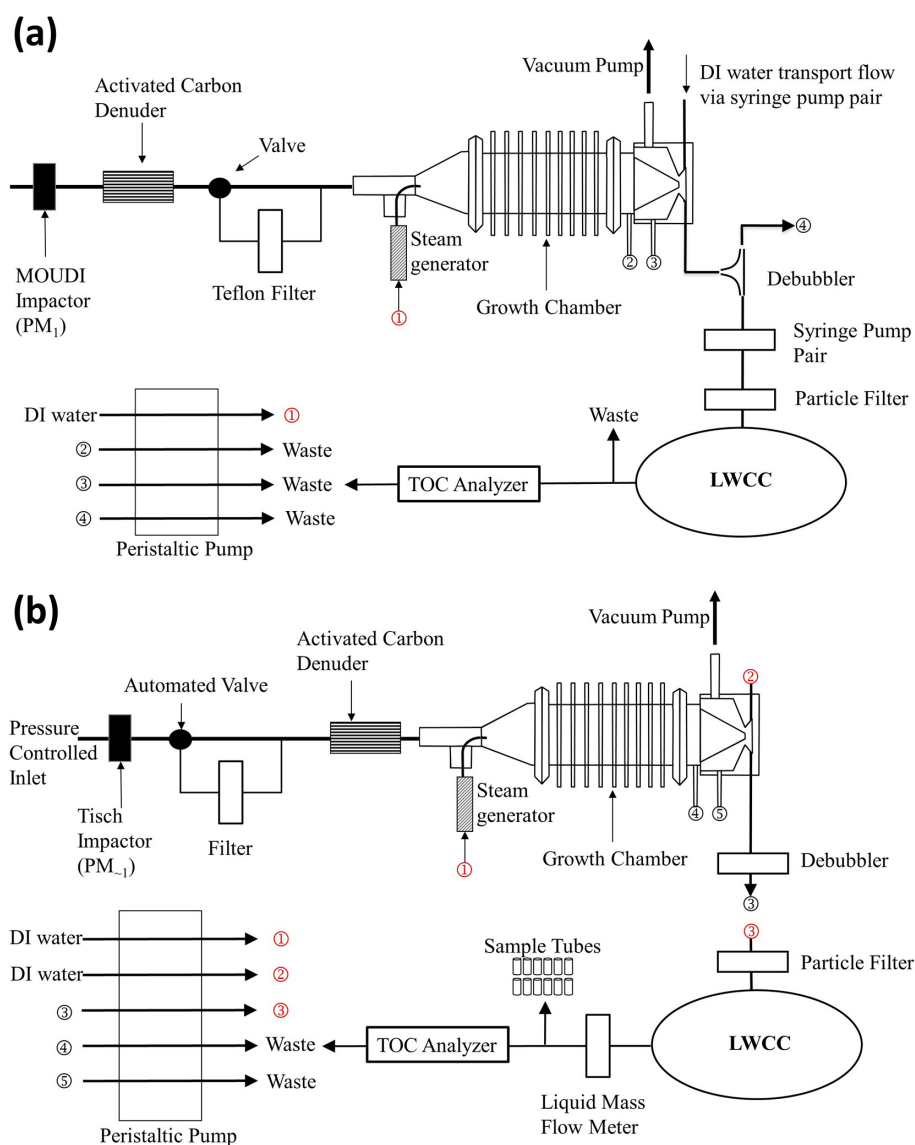 (a)
Activated Carbon
Denuder
Valve
Vacuum Pump
DI water transport flow
via syringe pump pair
MOUDI
Impactor
(PM₁)
Teflon Filter
Steam
generator
①
Growth Chamber
②
③
④
Debubbler
Syringe Pump
Pair
Particle Filter
LWCC
Waste
TOC Analyzer
DI water
①
②
Waste
③
Waste
④
Waste
Peristaltic Pump
(b)
Activated Carbon
Denuder
Automated Valve
Vacuum Pump
Pressure
Controlled
Inlet
Tisch
Impactor
(PM~₁)
Filter
Steam
generator
①
Growth Chamber
②
④
⑤
Debubbler
③
③
Particle Filter
LWCC
Sample Tubes
TOC Analyzer
Liquid Mass
Flow Meter
DI water
①
DI water
②
③
③
④
Waste
⑤
Waste
Peristaltic Pump